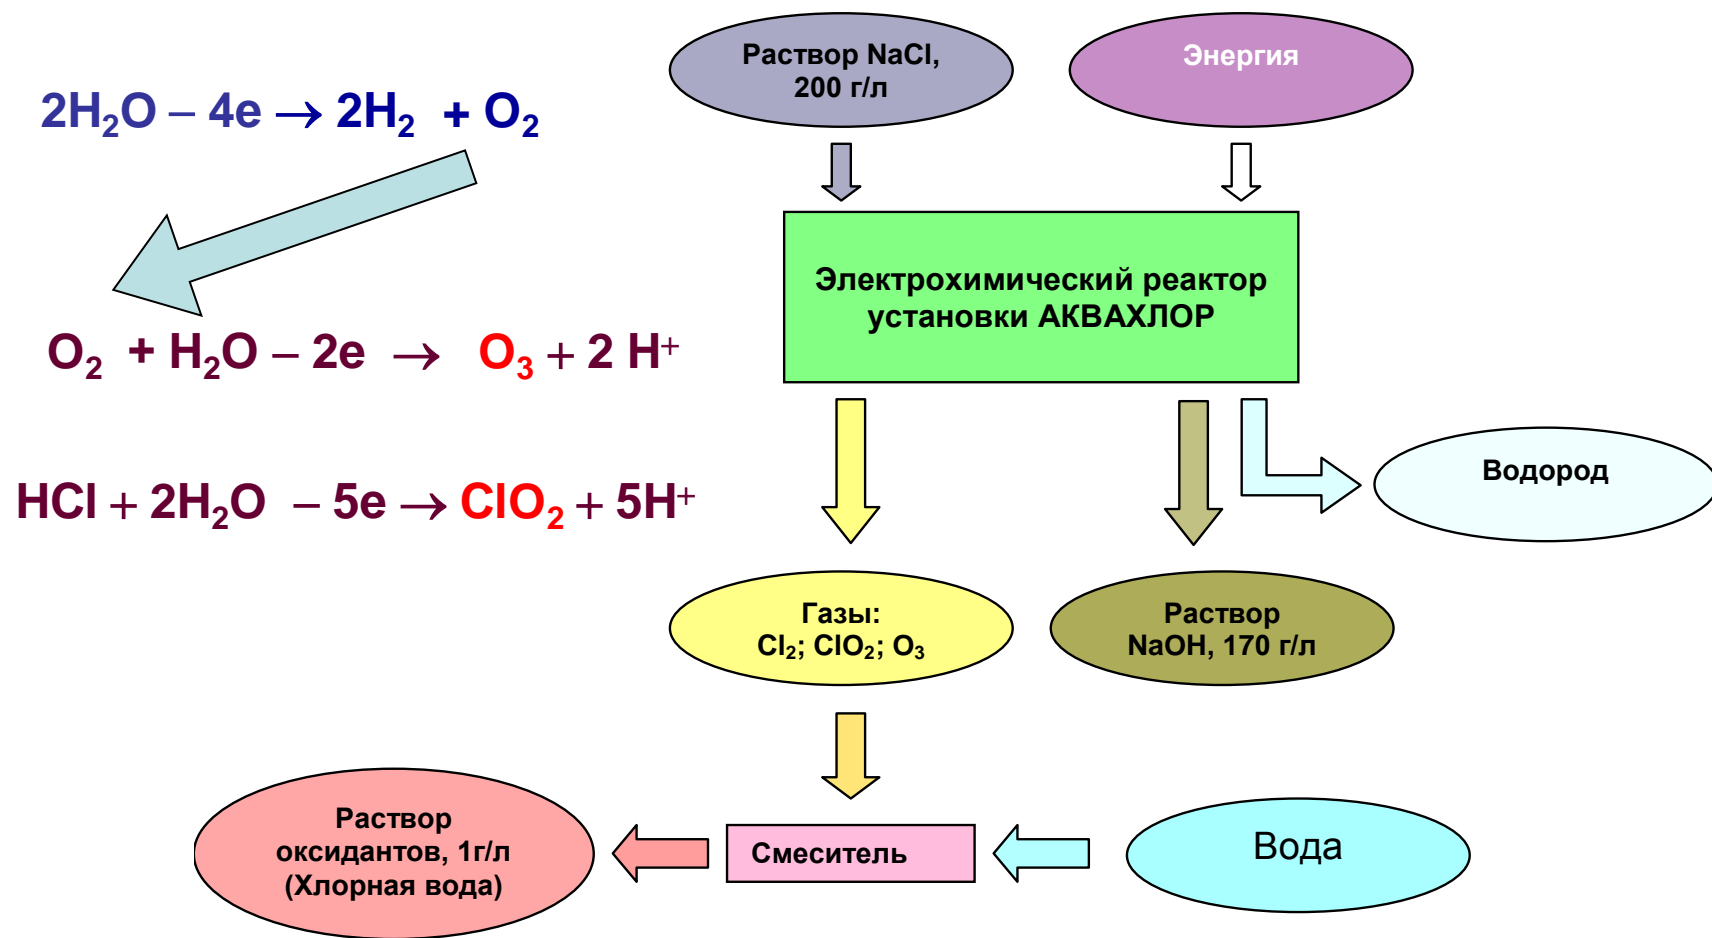 2H₂O – 4e → 2H₂ + O₂
O₂ + H₂O – 2e → O₃ + 2 H⁺
HCl + 2H₂O – 5e → ClO₂ + 5H⁺
Раствор NaCl,
200 г/л
Энергия
Электрохимический реактор
установки АКВАХЛОР
Водород
Газы:
Cl₂; ClO₂; O₃
Раствор
NaOH, 170 г/л
Раствор
оксидантов, 1г/л
(Хлорная вода)
Смеситель
Вода